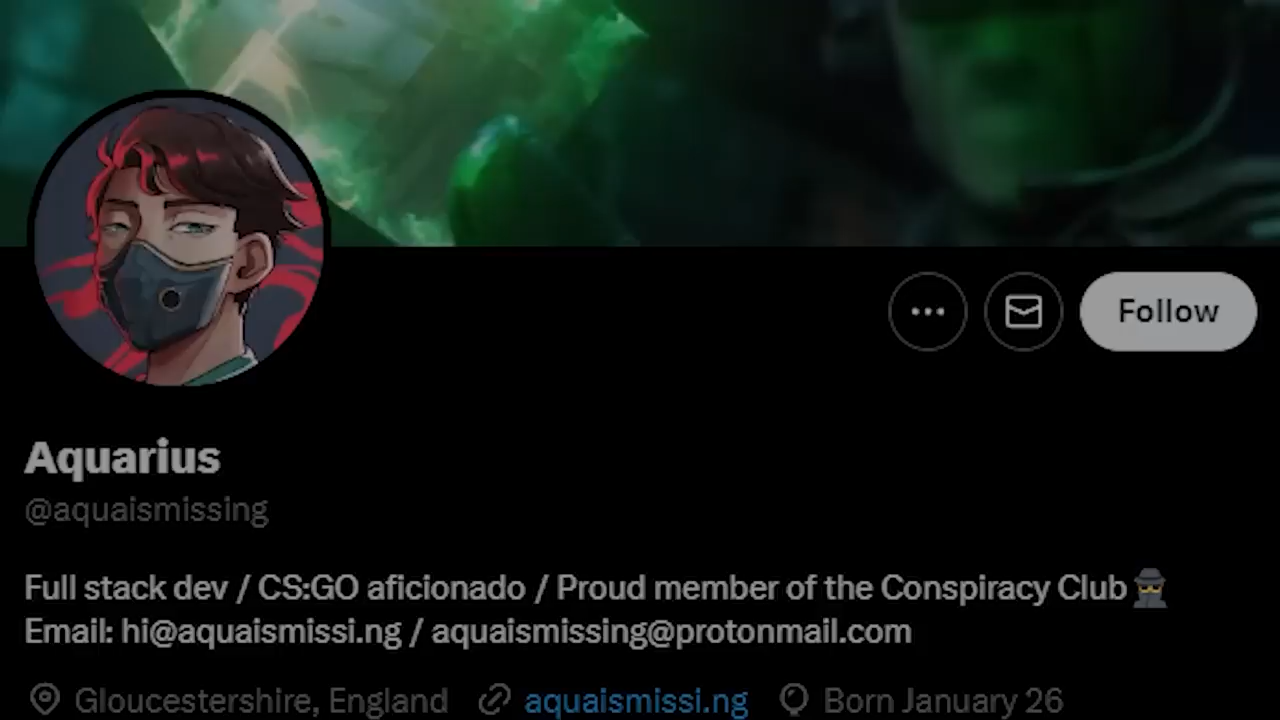 Follow
Aquarius
@aquaismissing
Full stack dev / CS:GO aficionado / Proud member of the Conspiracy Club🕵️
Email: hi@aquaismissi.ng / aquaismissing@protonmail.com
Gloucestershire, England aquaismissi.ng Born January 26